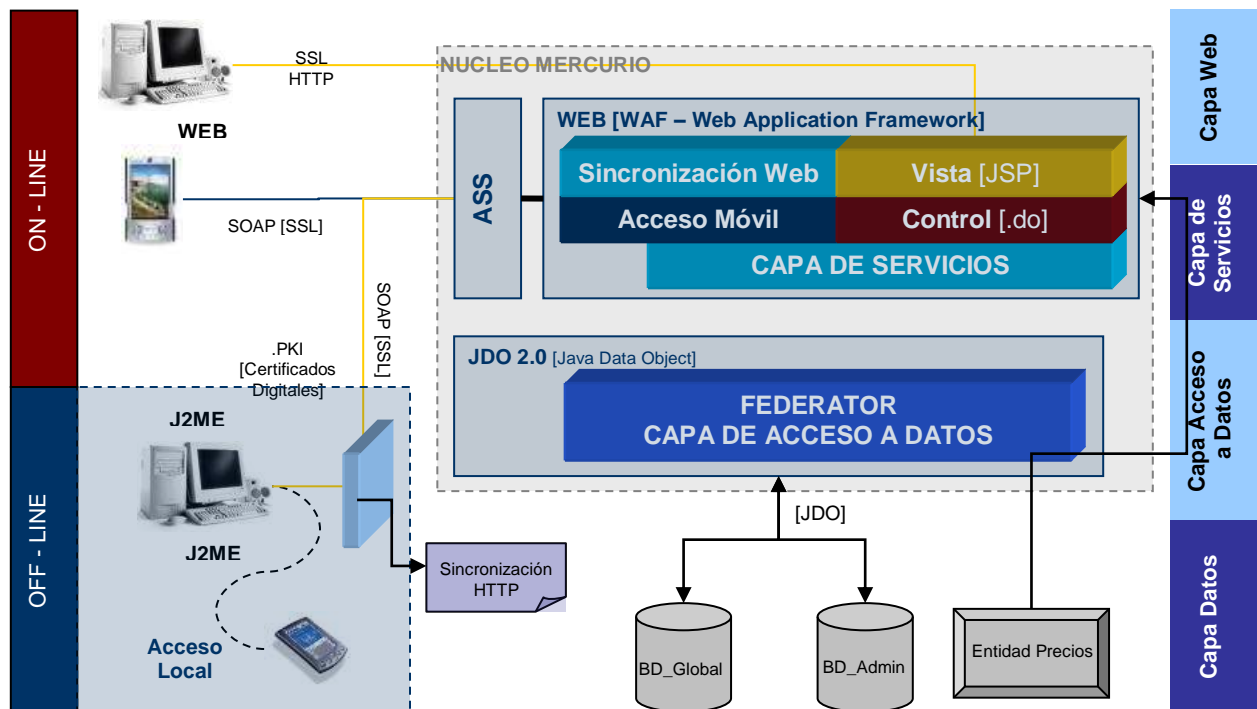 ON - LINE
OFF - LINE
SSL
HTTP
WEB
SOAP [SSL]
SOAP [SSL]
.PKI
[Certificados
Digitales]
J2ME
J2ME
Acceso
Local
Sincronización
HTTP
NUCLEO MERCURIO
ASS
WEB [WAF – Web Application Framework]
Sincronización Web
Vista [JSP]
Acceso Móvil
Control [.do]
CAPA DE SERVICIOS
JDO 2.0 [Java Data Object]
FEDERATOR
CAPA DE ACCESO A DATOS
[JDO]
BD_Global
BD_Admin
Entidad Precios
Capa Web
Capa de
Servicios
Capa Acceso
a Datos
Capa Datos